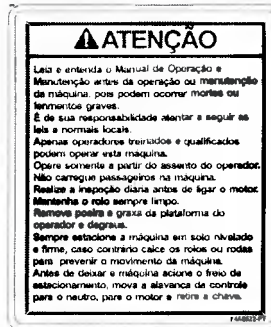 ATENÇÃO
Leia e entenda o Manual de Operação e
Manutenção antes da operação ou manutenção
da máquina, pois podem ocorrer mortes ou
ferimentos graves.
É de sua responsabilidade atentar a seguir as
leis e normais locais.
Apenas operadores treinados e qualificados
podem operar esta máquina.
Opere somente a partir do assento do operador.
Não carregue passageiros na máquina.
Realize a inspeção diária antes de ligar o motor.
Mantenha o rolo sempre limpo.
Remova poeira e graxa da plataforma do
operador e degraus.
Sempre estacione a máquina em solo nivelado
e firme, caso contrário calce os rolos ou rodas
para prevenir o movimento da máquina.
Antes de deixar a máquina acione o freio de
estacionamento, mova a alavanca de controle
para o neutro, pare o motor e retire a chave.